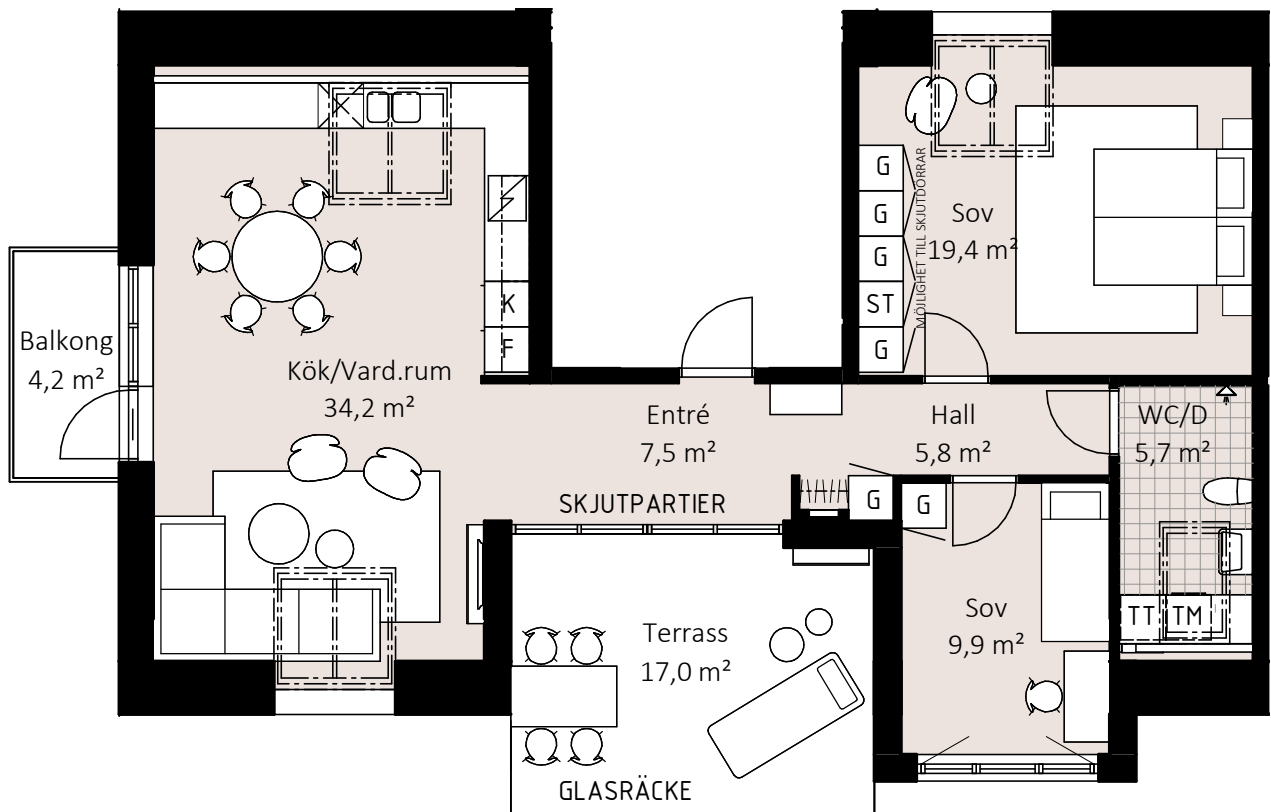 Balkong
4,2 m²
Kök/Vard.rum
34,2 m²
K
F
Entré
7,5 m²
SKJUTPARTIER
G
G
G
ST
G
MÖJLIGHET TILL SKJUTDÖRRAR
Sov
19,4 m²
Hall
5,8 m²
WC/D
5,7 m²
G
G
Terrass
17,0 m²
GLASRÄCKE
Sov
9,9 m²
TT
TM